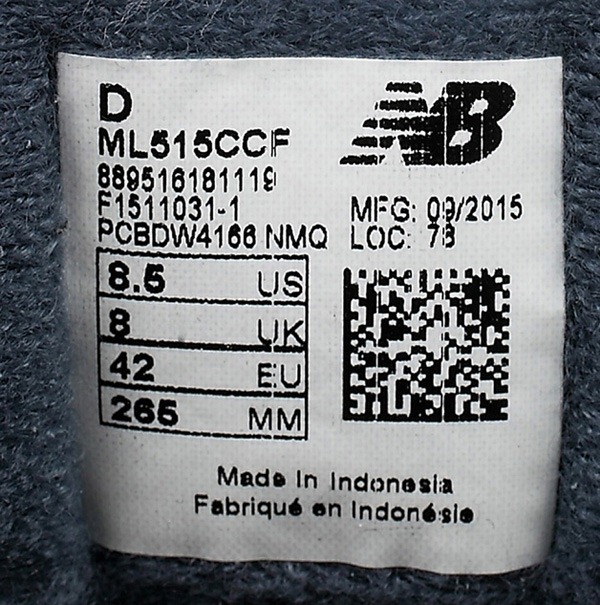 D
ML515CCF
889516181119
F1511031-1
PCBDW4166 NMQ
NB
MFG: 09/2015
LOC: 78
8.5 US
8 UK
42 EU
265 MM
Made In Indonesia
Fabriqué en Indonésie